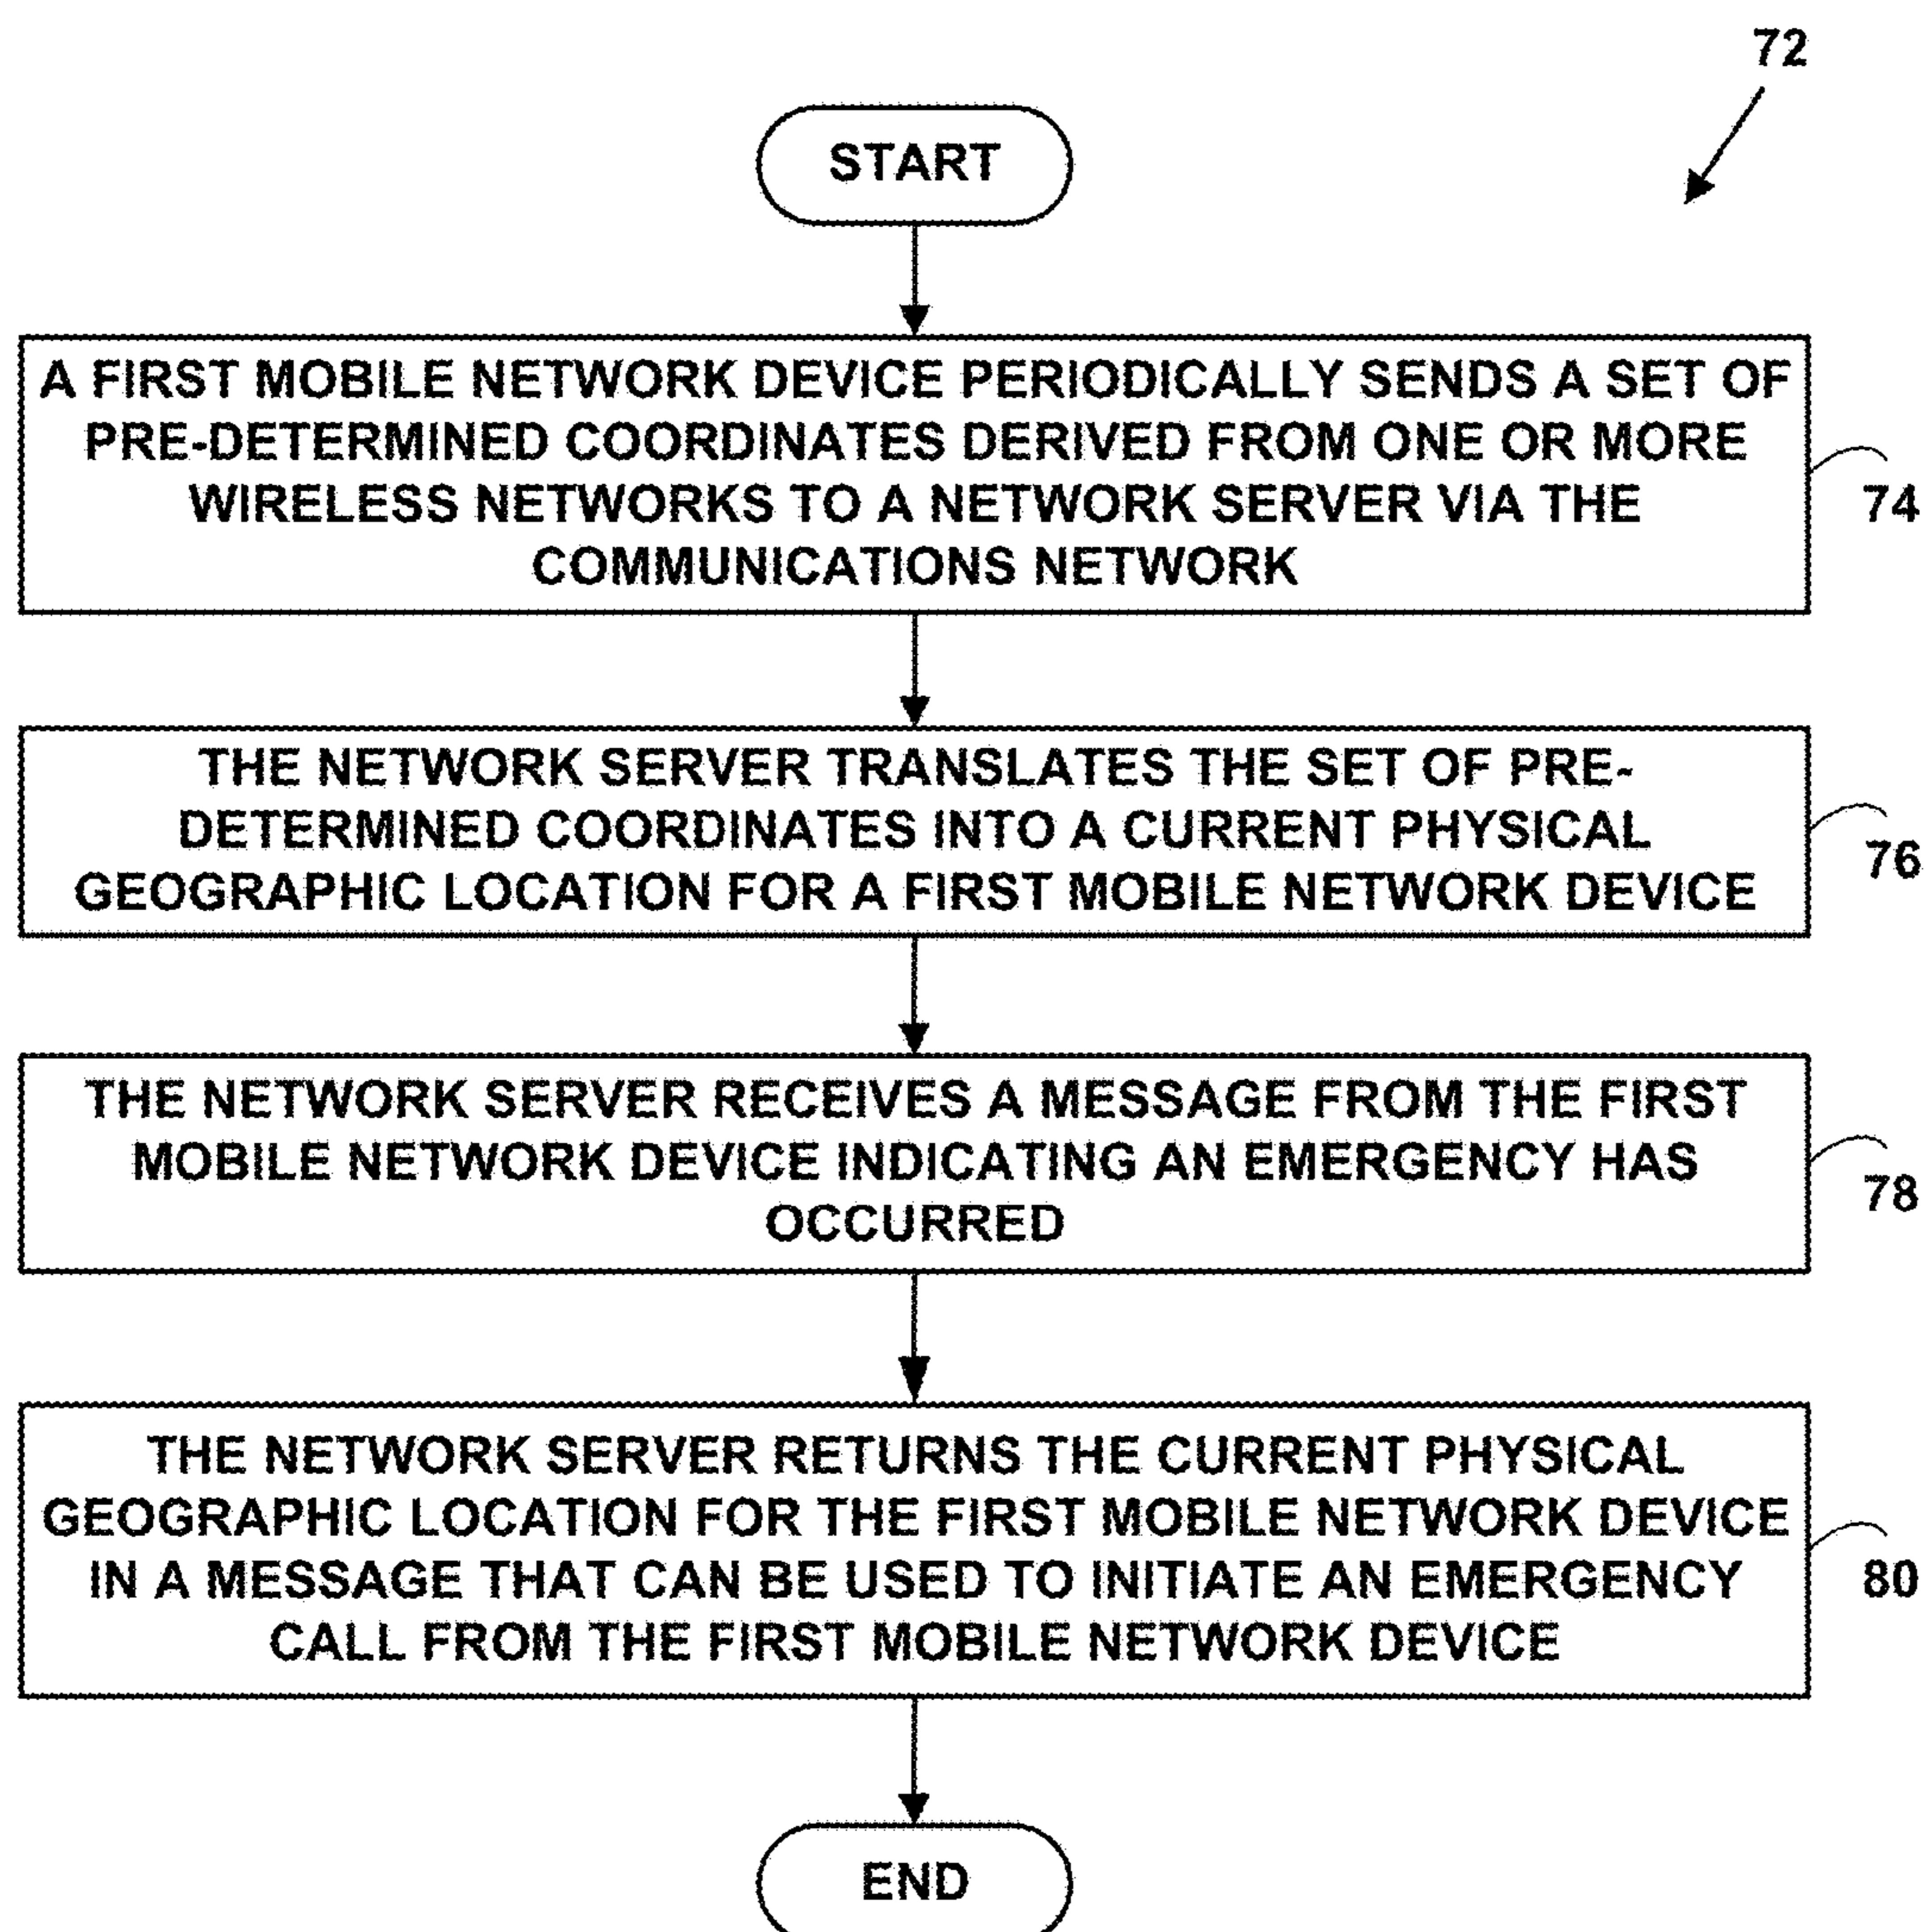 72
START
A FIRST MOBILE NETWORK DEVICE PERIODICALLY SENDS A SET OF
PRE-DETERMINED COORDINATES DERIVED FROM ONE OR MORE
WIRELESS NETWORKS TO A NETWORK SERVER VIA THE
COMMUNICATIONS NETWORK
74
THE NETWORK SERVER TRANSLATES THE SET OF PRE-
DETERMINED COORDINATES INTO A CURRENT PHYSICAL
GEOGRAPHIC LOCATION FOR A FIRST MOBILE NETWORK DEVICE
76
THE NETWORK SERVER RECEIVES A MESSAGE FROM THE FIRST
MOBILE NETWORK DEVICE INDICATING AN EMERGENCY HAS
OCCURRED
78
THE NETWORK SERVER RETURNS THE CURRENT PHYSICAL
GEOGRAPHIC LOCATION FOR THE FIRST MOBILE NETWORK DEVICE
IN A MESSAGE THAT CAN BE USED TO INITIATE AN EMERGENCY
CALL FROM THE FIRST MOBILE NETWORK DEVICE
80
END